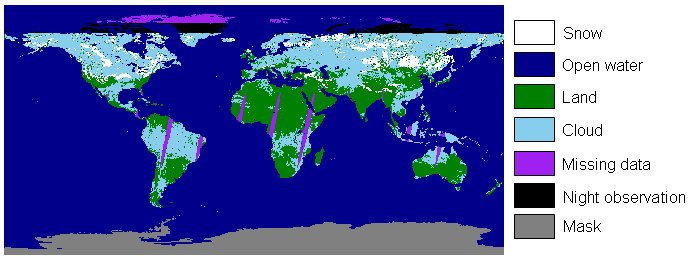 Snow
Open water
Land
Cloud
Missing data
Night observation
Mask